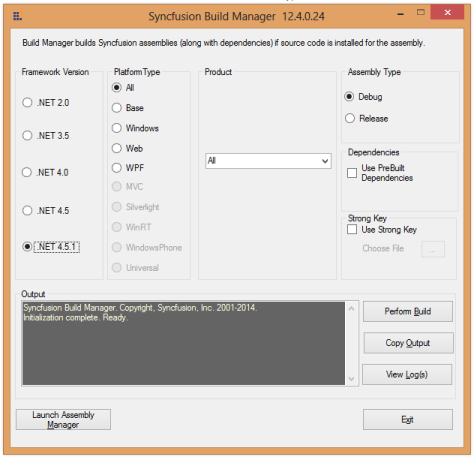 Syncfusion Build Manager 12.4.0.24
Build Manager builds Syncfusion assemblies (along with dependencies) if source code is installed for the assembly.
Framework Version
.NET 2.0
.NET 3.5
.NET 4.0
.NET 4.5
.NET 4.5.1
Platform Type
All
Base
Windows
Web
WPF
MVC
Silverlight
WinRT
WindowsPhone
Universal
Product
All
Assembly Type
Debug
Release
Dependencies
Use PreBuilt
Dependencies
Strong Key
Use Strong Key
Choose File
...
Output
Syncfusion Build Manager. Copyright, Syncfusion, Inc. 2001-2014.
Initialization complete. Ready.
Perform Build
Copy Output
View Log(s)
Launch Assembly
Manager
Exit